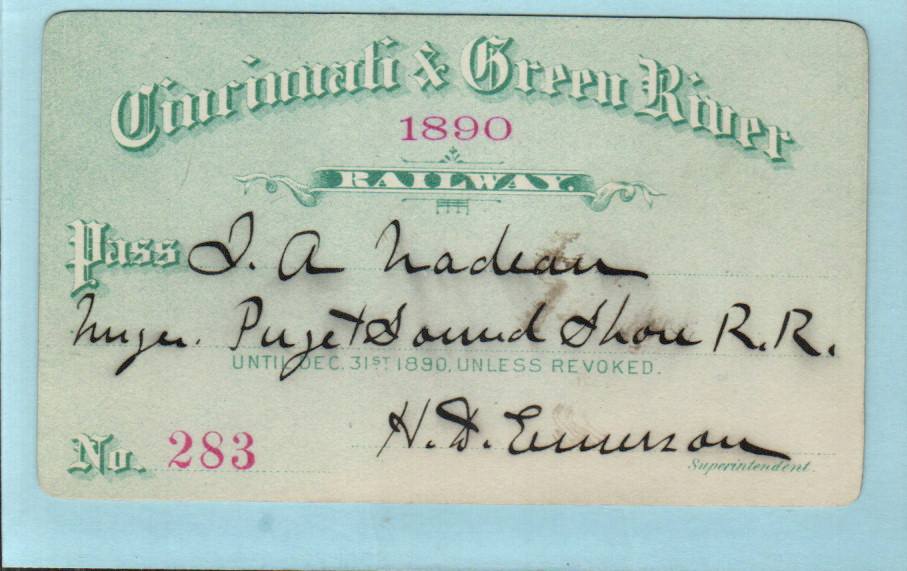 Cincinnati & Green River
1890
RAILWAY.
Pass I. A Nadeau
Mngr. Puget Sound Shore R.R.
UNTIL DEC. 31ST 1890, UNLESS REVOKED.
H. D. Emerson
No. 283
Superintendent.